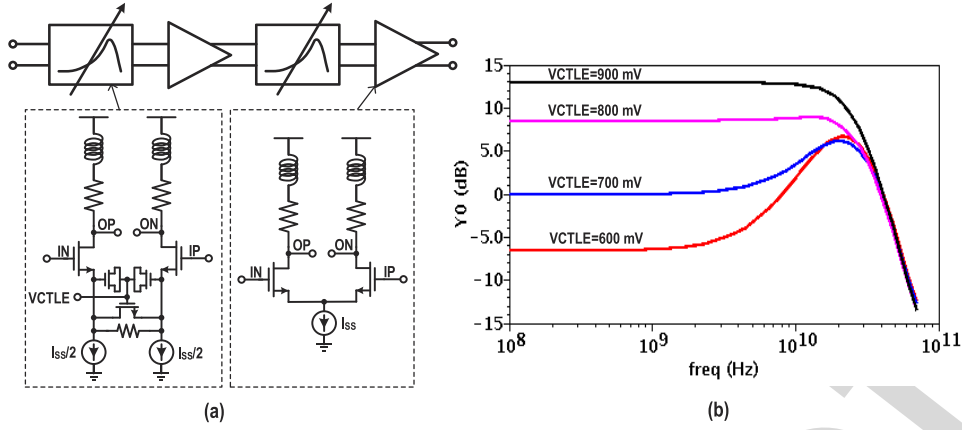 OP
ON
IN
IP
VCTLE
ISS/2
ISS/2
(a)
OP
ON
IN
IP
ISS
15
10
5.0
0
−5.0
−10
−15
Y0 (dB)
VCTLE=900 mV
VCTLE=800 mV
VCTLE=700 mV
VCTLE=600 mV
10^8
10^9
10^10
10^11
freq (Hz)
(b)